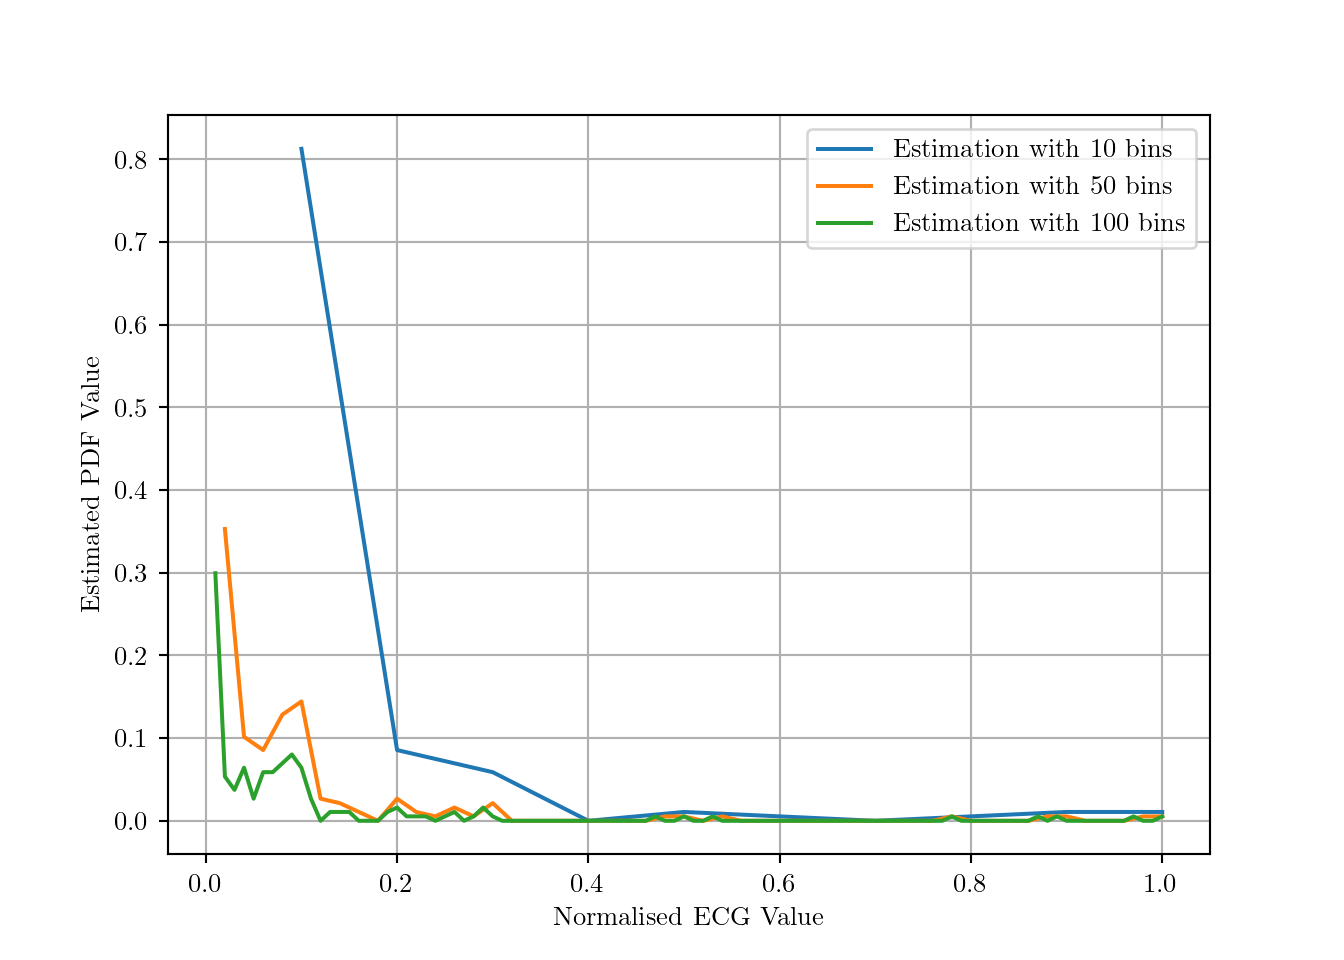 Estimation with 10 bins
Estimation with 50 bins
Estimation with 100 bins
0.8
0.7
0.6
0.5
0.4
0.3
0.2
0.1
0.0
Estimated PDF Value
0.0 0.2 0.4 0.6 0.8 1.0
Normalised ECG Value